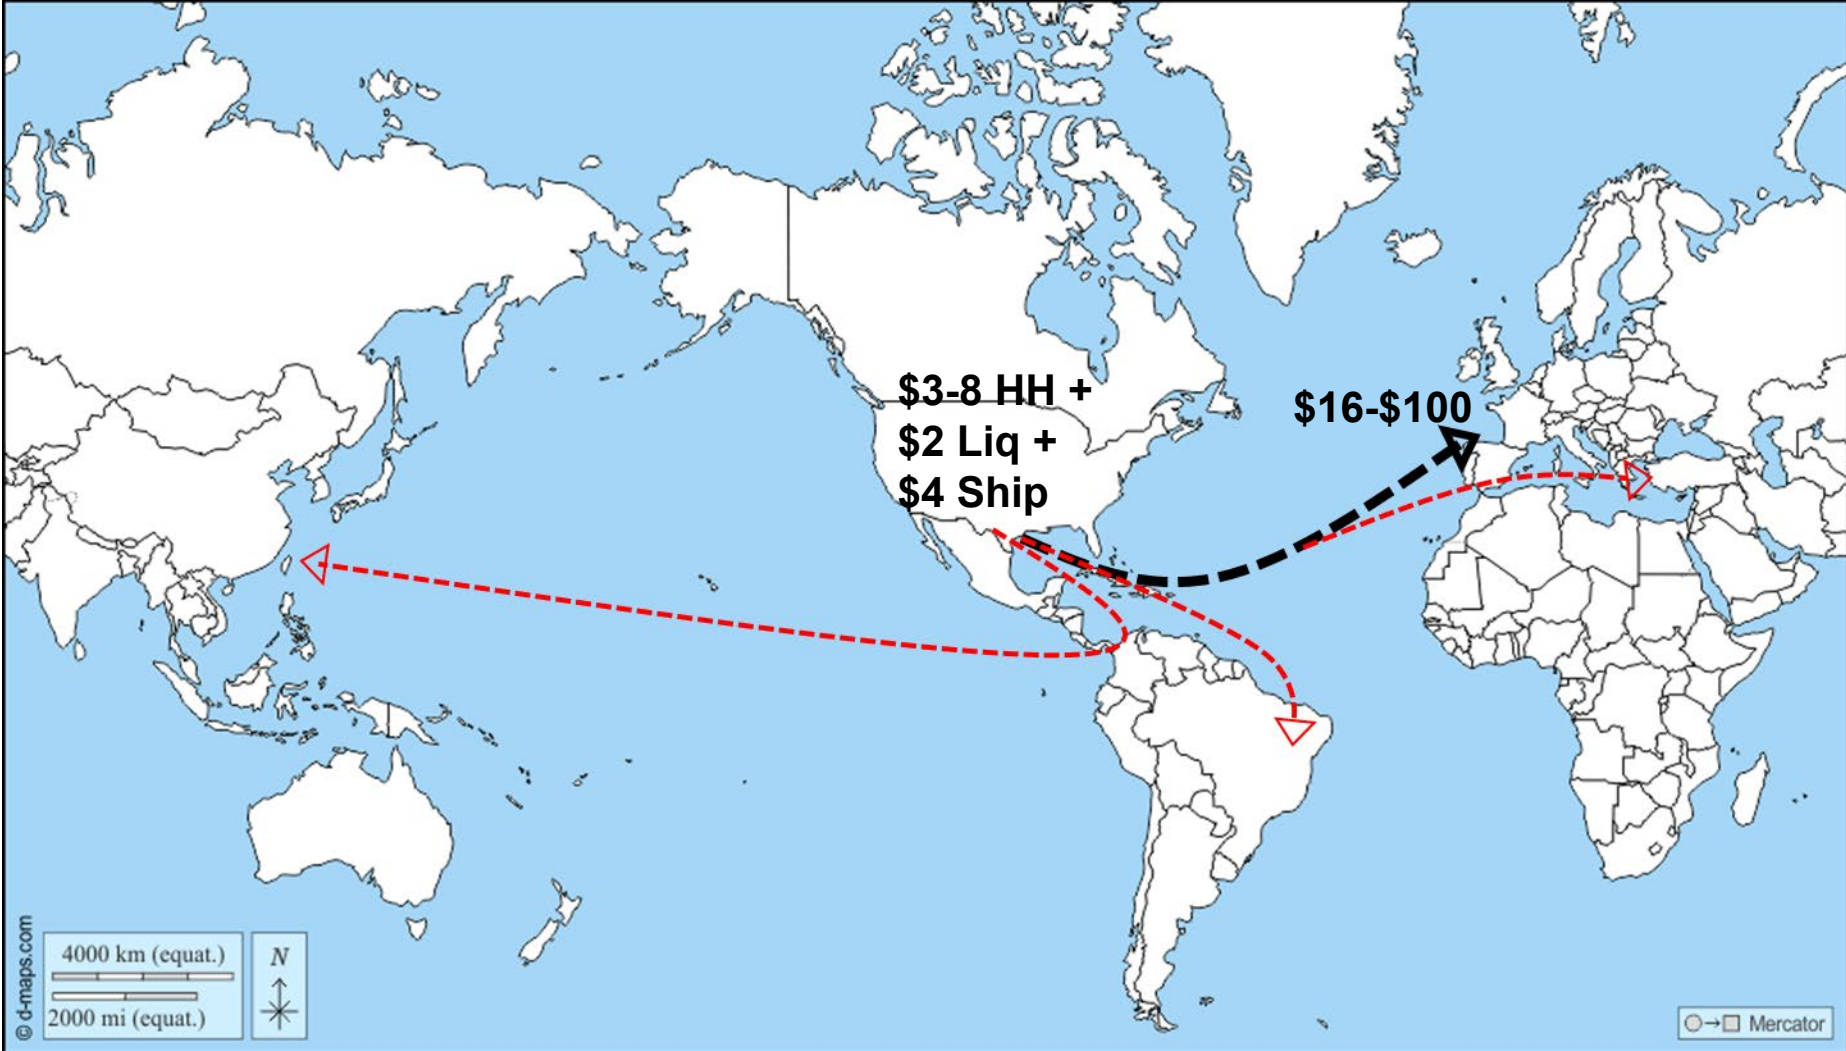 $3-8 HH +
$2 Liq +
$4 Ship
$16-$100
© d-maps.com
4000 km (equat.)
2000 mi (equat.)
N
Mercator